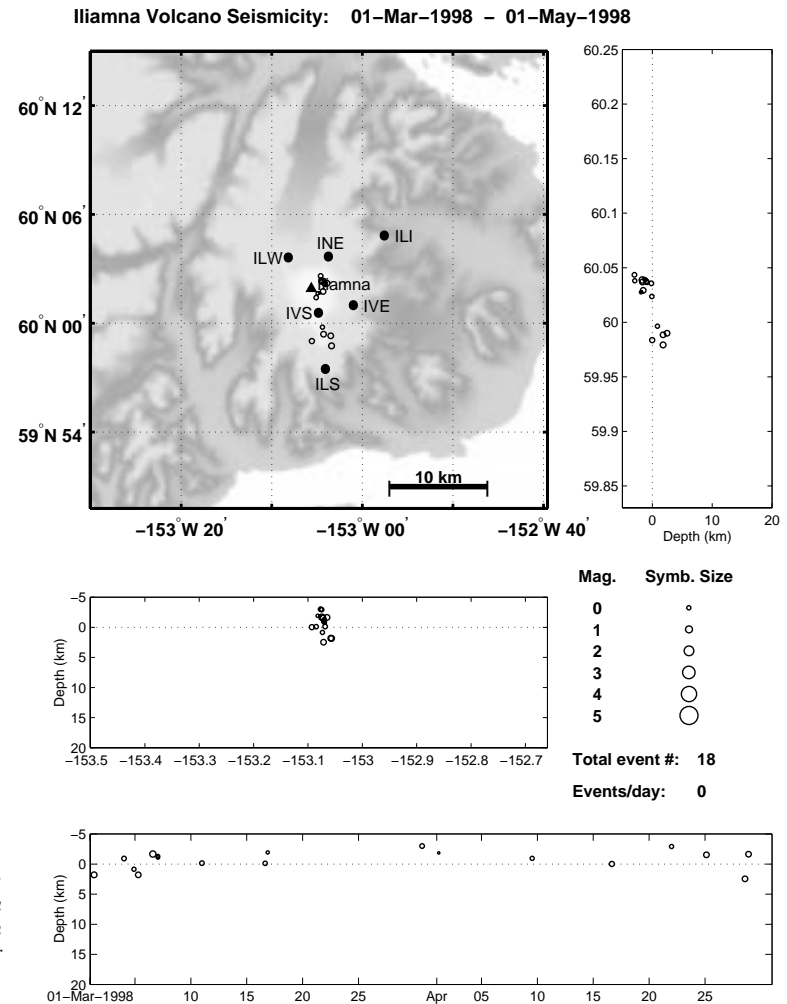 Iliamna Volcano Seismicity: 01−Mar−1998 − 01−May−1998
60°N 12'
60°N 06'
60°N 00'
59°N 54'
−153°W 20'
−153°W 00'
−152°W 40'
ILW
INE
ILI
Iliamna
IVS
IVE
ILS
10 km
60.25
60.2
60.15
60.1
60.05
60
59.95
59.9
59.85
0 10 20
Depth (km)
−5
0
5
10
15
20
Depth (km)
−153.5 −153.4 −153.3 −153.2 −153.1 −153 −152.9 −152.8 −152.7
Mag. Symb. Size
0
1
2
3
4
5
Total event #: 18
Events/day: 0
−5
0
5
10
15
20
Depth (km)
01−Mar−1998 10 15 20 25 Apr 05 10 15 20 25